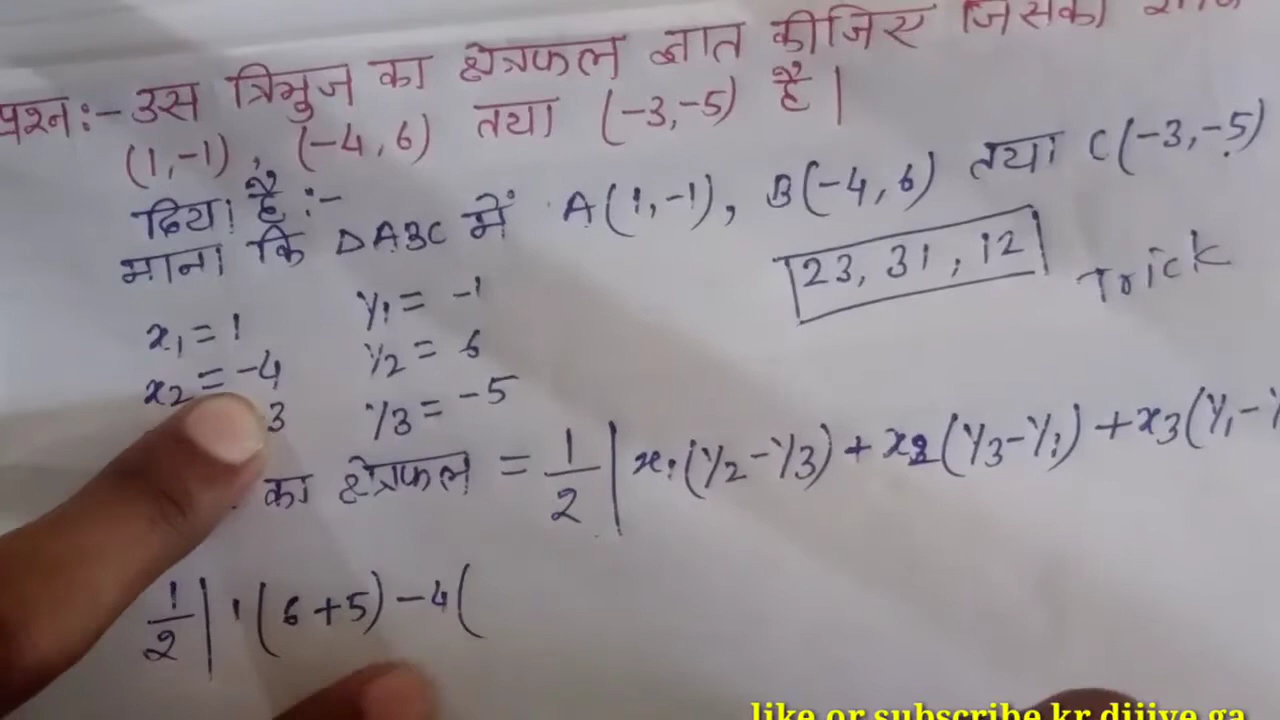 प्रश्न:- उस त्रिभुज का क्षेत्रफल ज्ञात कीजिए जिसका
(1,-1), (-4,6) तथा (-3,-5) है।
दिया है:-
माना कि ΔABC में A(1,-1), B(-4,6) तथा C(-3,-5)
23, 31, 12 Trick
x₁ = 1 y₁ = -1
x₂ = -4 y₂ = 6
3 y₃ = -5
का क्षेत्रफल = 1/2 | x₁(y₂-y₃) + x₂(y₃-y₁) + x₃(y₁-
1/2 | 1(6+5) -4(
like or subscribe kr dijiye ga